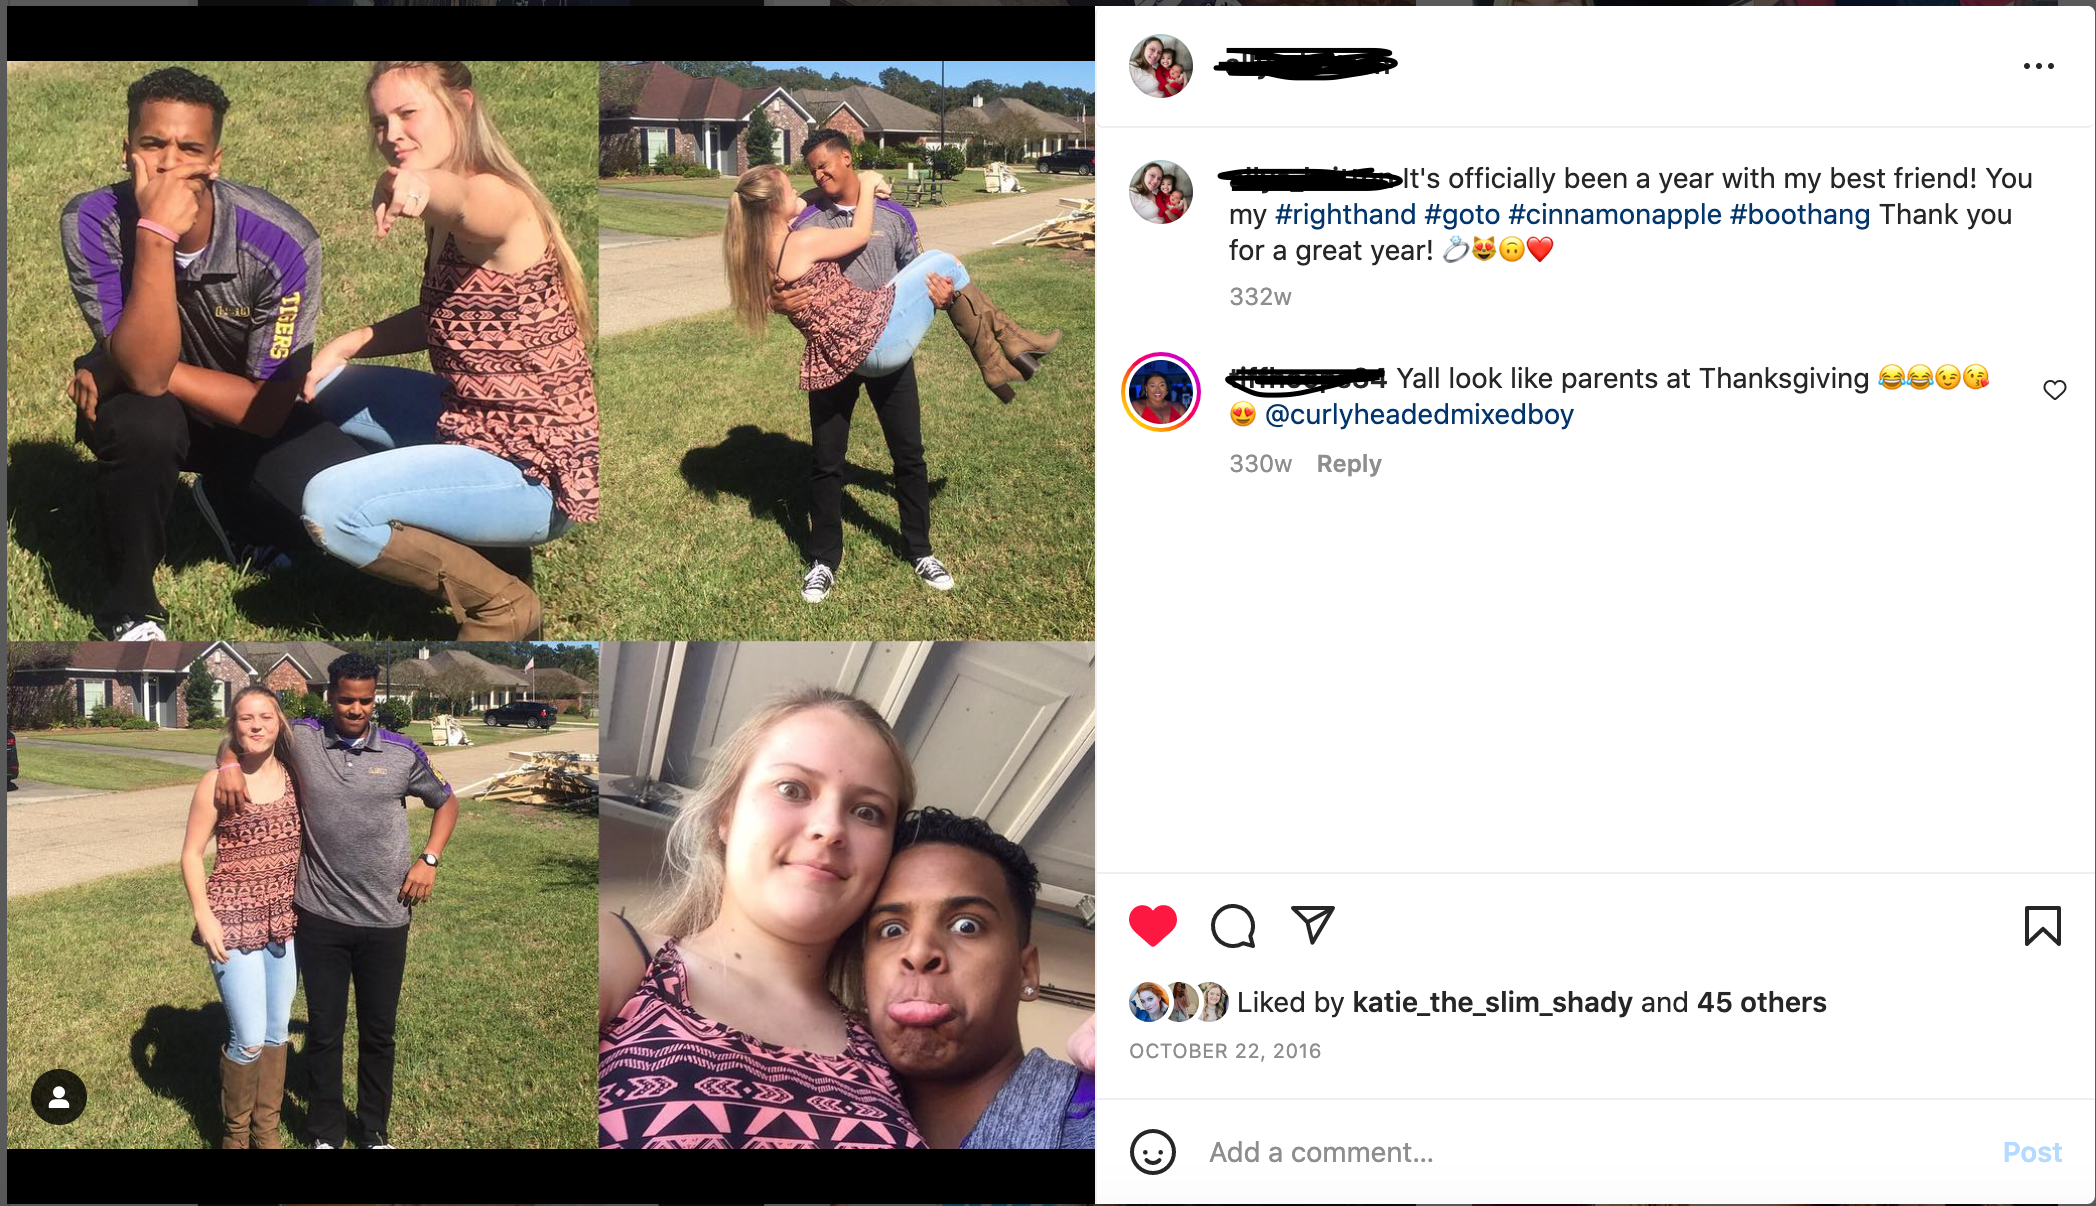 TIGERS
It's officially been a year with my best friend! You
my #righthand #goto #cinnamonapple #boothang Thank you
for a great year! 💍😻🙃❤️
332w
Yall look like parents at Thanksgiving 😂😂😉😘
😍 @curlyheadedmixedboy
330w Reply
Liked by katie_the_slim_shady and 45 others
OCTOBER 22, 2016
Add a comment...
Post